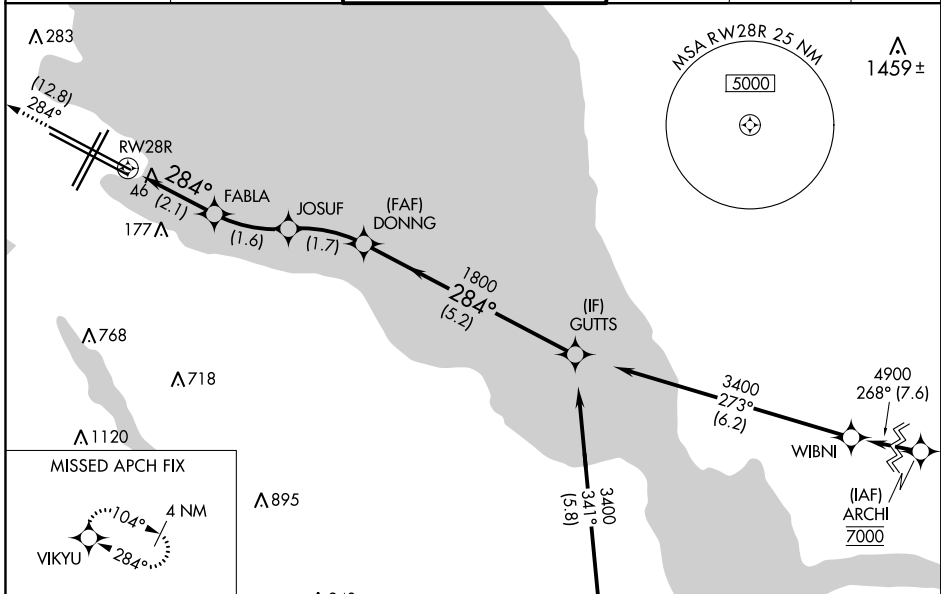 283
MSA RW28R 25 NM
5000
1459 ±
(12.8)
284°
RW28R
46
284°
(2.1)
FABLA
(1.6)
JOSUF
(1.7)
(FAF)
DONNG
177
1800
284°
(5.2)
(IF)
GUTTS
768
718
3400
273°
(6.2)
4900
268° (7.6)
WIBNI
(IAF)
ARCHI
7000
1120
MISSED APCH FIX
104°
4 NM
284°
VIKYU
895
3400
341°
(5.8)